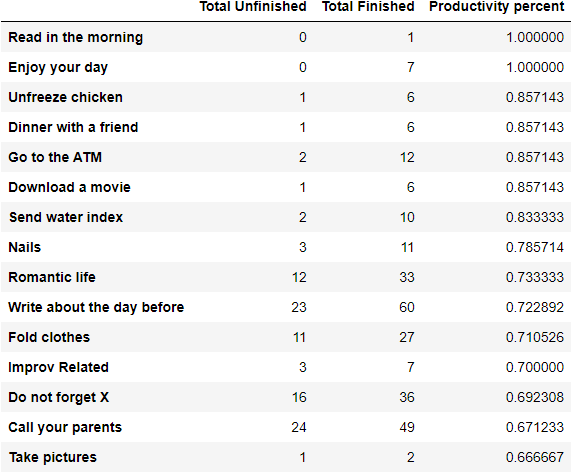 Total Unfinished Total Finished Productivity percent
Read in the morning 0 1 1.000000
Enjoy your day 0 7 1.000000
Unfreeze chicken 1 6 0.857143
Dinner with a friend 1 6 0.857143
Go to the ATM 2 12 0.857143
Download a movie 1 6 0.857143
Send water index 2 10 0.833333
Nails 3 11 0.785714
Romantic life 12 33 0.733333
Write about the day before 23 60 0.722892
Fold clothes 11 27 0.710526
Improv Related 3 7 0.700000
Do not forget X 16 36 0.692308
Call your parents 24 49 0.671233
Take pictures 1 2 0.666667